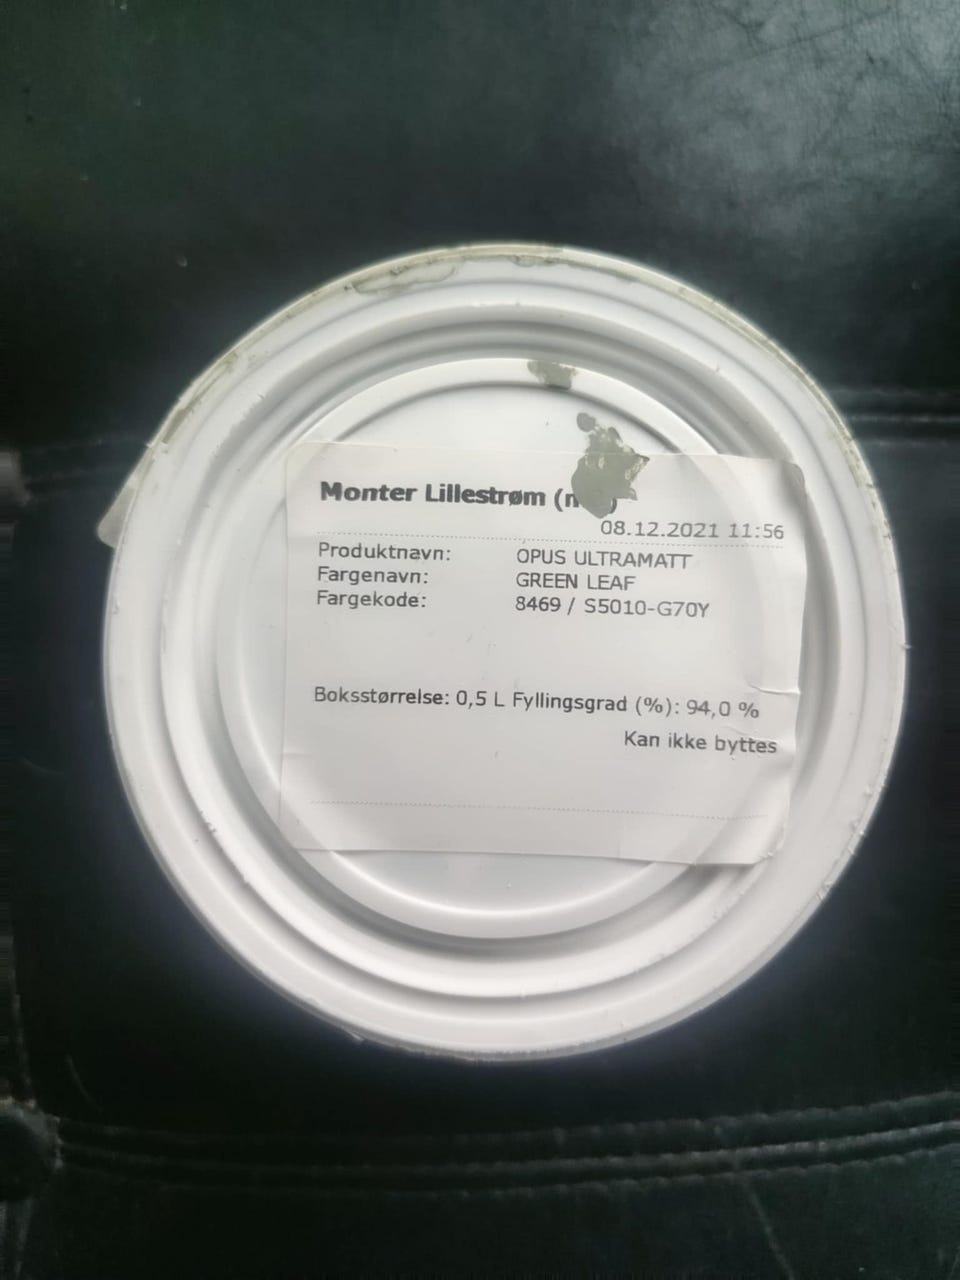 Monter Lillestrøm
08.12.2021 11:56
Produktnavn: OPUS ULTRAMATT
Fargenavn: GREEN LEAF
Fargekode: 8469 / S5010-G70Y
Boksstørrelse: 0,5 L Fyllingsgrad (%): 94,0 %
Kan ikke byttes